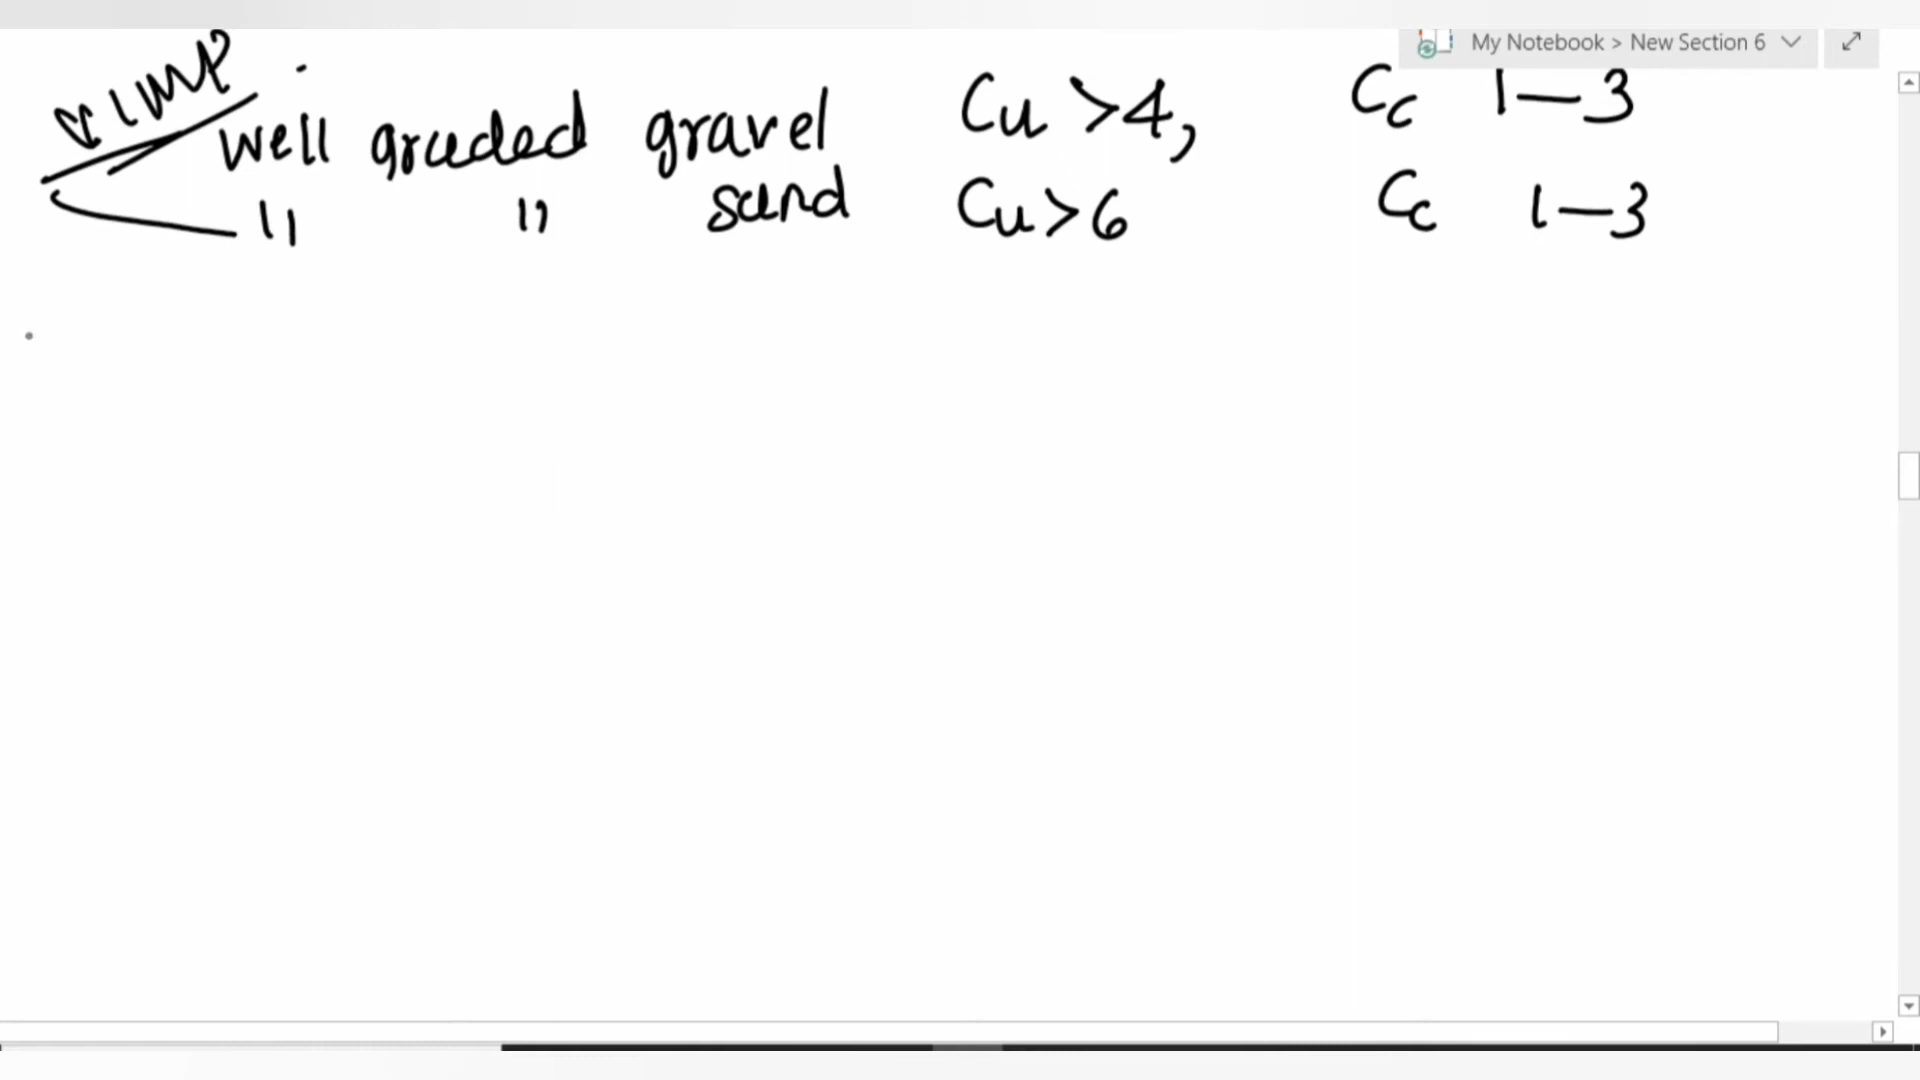 My Notebook > New Section 6
V.IMP
Well graded gravel Cu >4, Cc 1—3
" " sand Cu>6 Cc 1—3